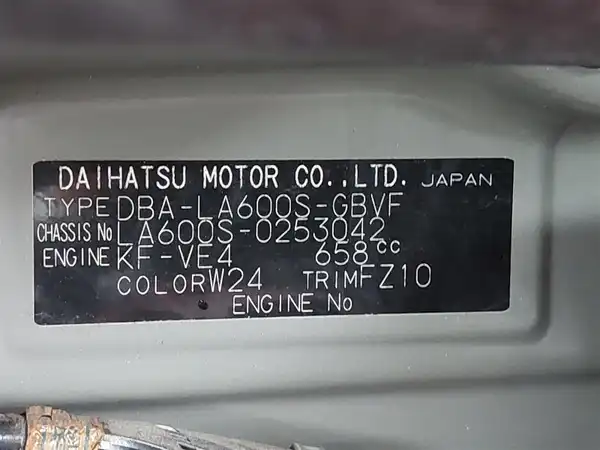 DAIHATSU MOTOR CO.,LTD. JAPAN
TYPE DBA-LA600S-GBVF
CHASSIS No LA600S-0253042
ENGINE KF-VE4 658cc
COLOR W24 TRIM FZ10
ENGINE No